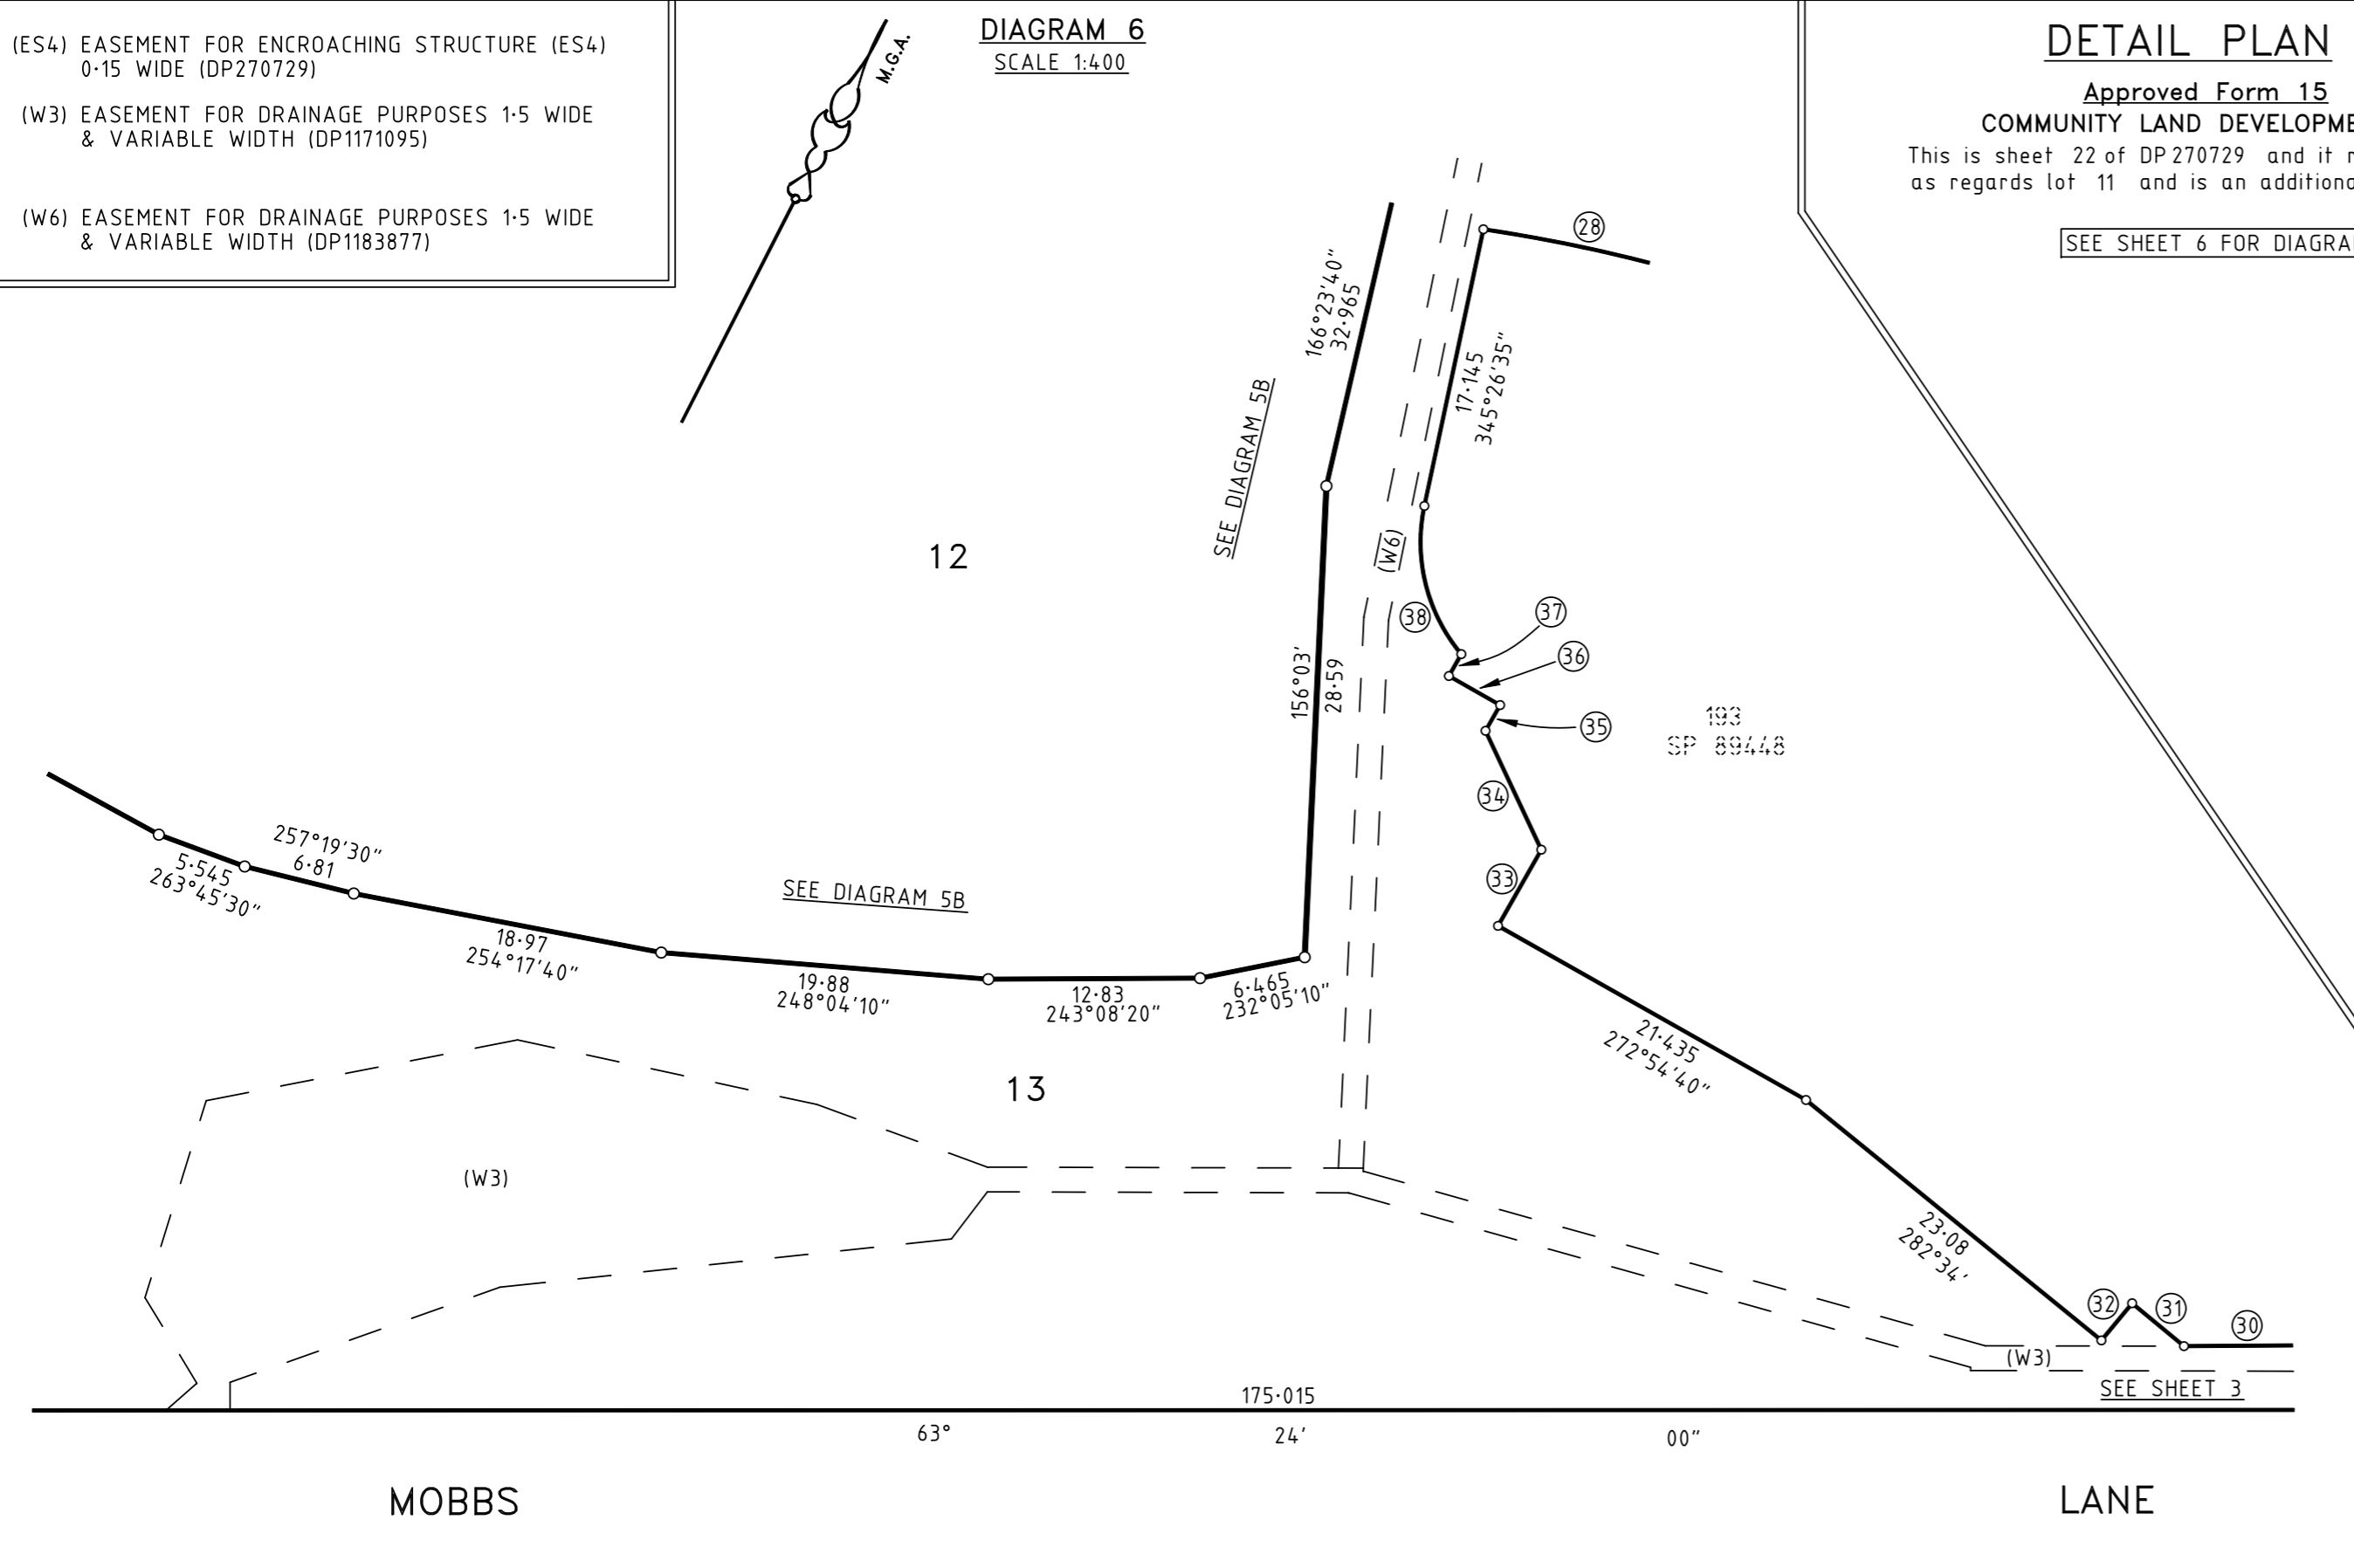 (ES4) EASEMENT FOR ENCROACHING STRUCTURE (ES4)
0·15 WIDE (DP270729)
(W3) EASEMENT FOR DRAINAGE PURPOSES 1·5 WIDE
& VARIABLE WIDTH (DP1171095)
(W6) EASEMENT FOR DRAINAGE PURPOSES 1·5 WIDE
& VARIABLE WIDTH (DP1183877)
M.G.A.
DIAGRAM 6
SCALE 1:400
DETAIL PLAN
Approved Form 15
COMMUNITY LAND DEVELOPME
This is sheet 22 of DP270729 and it r
as regards lot 11 and is an additiona
SEE SHEET 6 FOR DIAGRA
28
166°23'40"
32·965
17·145
345°26'35"
SEE DIAGRAM 5B
12
(W6)
38
37
36
35
193
SP 89448
156°03'
28·59
34
33
257°19'30"
6·81
5·545
263°45'30"
SEE DIAGRAM 5B
18·97
254°17'40"
19·88
248°04'10"
12·83
243°08'20"
6·465
232°05'10"
21·435
272°54'40"
13
(W3)
23·08
282°34'
32
31
30
(W3)
SEE SHEET 3
175·015
63° 24' 00"
MOBBS LANE